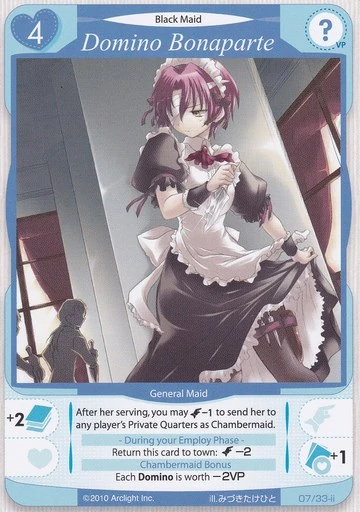 4
Black Maid
Domino Bonaparte
?
VP
General Maid
+2
After her serving, you may -1 to send her to
any player's Private Quarters as Chambermaid.
- During your Employ Phase -
Return this card to town: -2
Chambermaid Bonus
Each Domino is worth −2VP
+1
©2010 Arclight Inc.
ill.みづきたけひと
07/33-ii